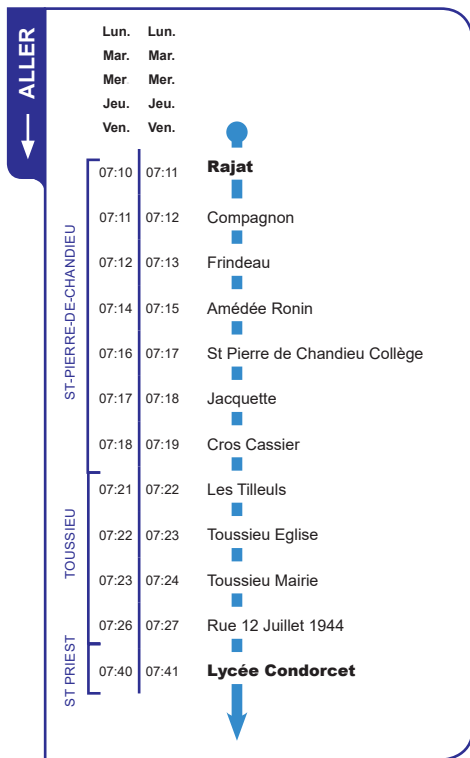 ALLER
Lun. Lun.
Mar. Mar.
Mer. Mer.
Jeu. Jeu.
Ven. Ven.
ST-PIERRE-DE-CHANDIEU
07:10 07:11 Rajat
07:11 07:12 Compagnon
07:12 07:13 Frindeau
07:14 07:15 Amédée Ronin
07:16 07:17 St Pierre de Chandieu Collège
07:17 07:18 Jacquette
07:18 07:19 Cros Cassier
TOUSSIEU
07:21 07:22 Les Tilleuls
07:22 07:23 Toussieu Eglise
07:23 07:24 Toussieu Mairie
07:26 07:27 Rue 12 Juillet 1944
ST PRIEST
07:40 07:41 Lycée Condorcet